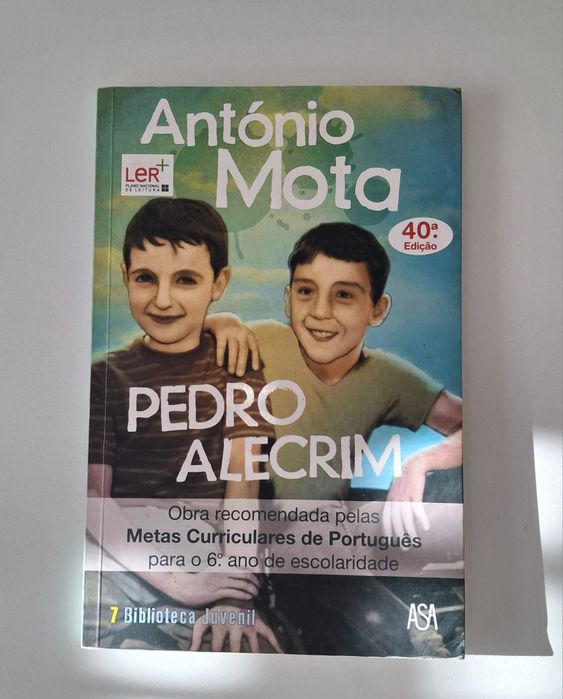 António
Mota
LER+
PLANO NACIONAL
DE LEITURA
40.ª
Edição
PEDRO
ALECRIM
Obra recomendada pelas
Metas Curriculares de Português
para o 6.º ano de escolaridade
7 Biblioteca Juvenil
ASA